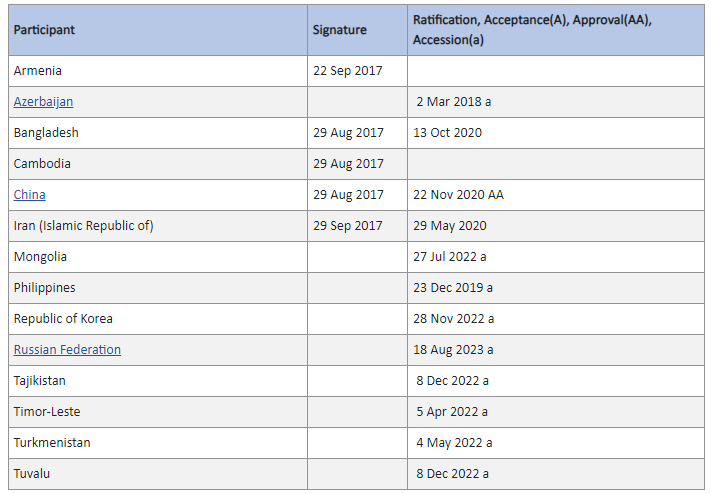 Participant Signature Ratification, Acceptance(A), Approval(AA),
Accession(a)
Armenia 22 Sep 2017
Azerbaijan 2 Mar 2018 a
Bangladesh 29 Aug 2017 13 Oct 2020
Cambodia 29 Aug 2017
China 29 Aug 2017 22 Nov 2020 AA
Iran (Islamic Republic of) 29 Sep 2017 29 May 2020
Mongolia 27 Jul 2022 a
Philippines 23 Dec 2019 a
Republic of Korea 28 Nov 2022 a
Russian Federation 18 Aug 2023 a
Tajikistan 8 Dec 2022 a
Timor-Leste 5 Apr 2022 a
Turkmenistan 4 May 2022 a
Tuvalu 8 Dec 2022 a